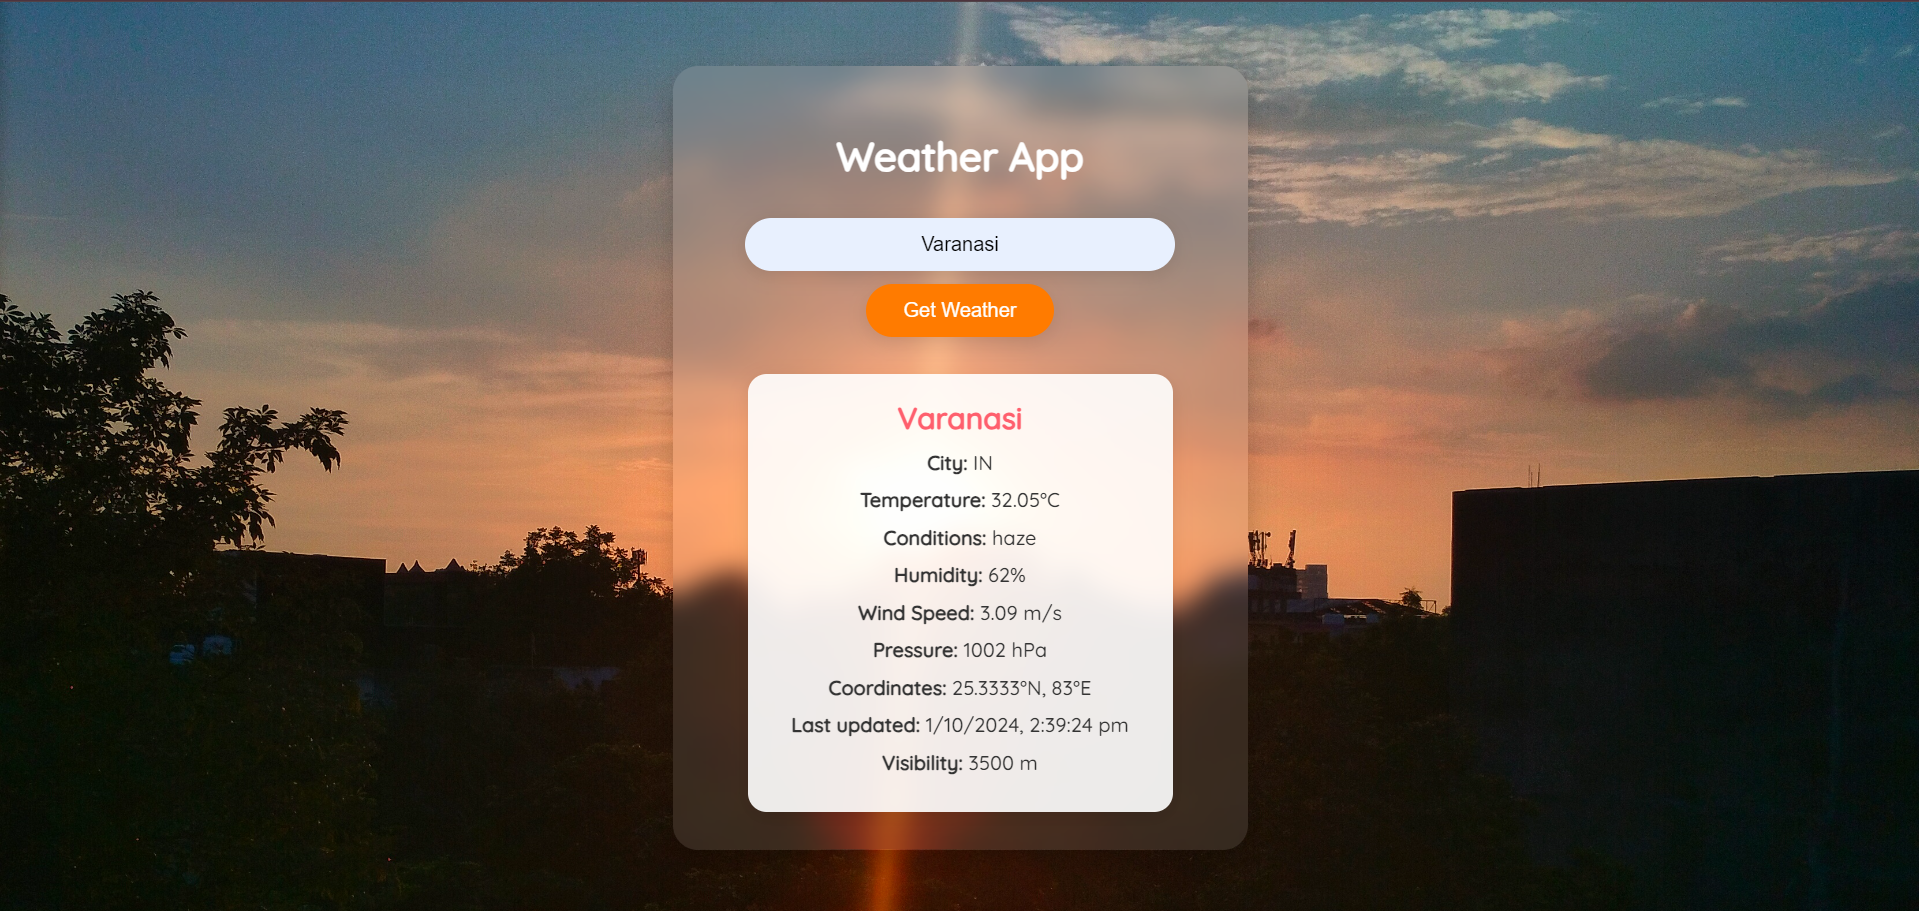 Weather App
Varanasi
Get Weather
Varanasi
City: IN
Temperature: 32.05°C
Conditions: haze
Humidity: 62%
Wind Speed: 3.09 m/s
Pressure: 1002 hPa
Coordinates: 25.3333°N, 83°E
Last updated: 1/10/2024, 2:39:24 pm
Visibility: 3500 m